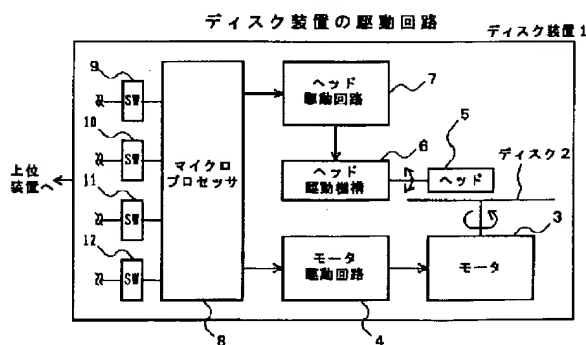 ディスク装置の駆動回路
ディスク装置1
9
SW
10
SW
11
SW
12
SW
上位
装置へ
マイクロ
プロセッサ
8
ヘッド
駆動回路
7
ヘッド
駆動機構
6
5
ヘッド
ディスク2
3
モータ
駆動回路
4
モータ